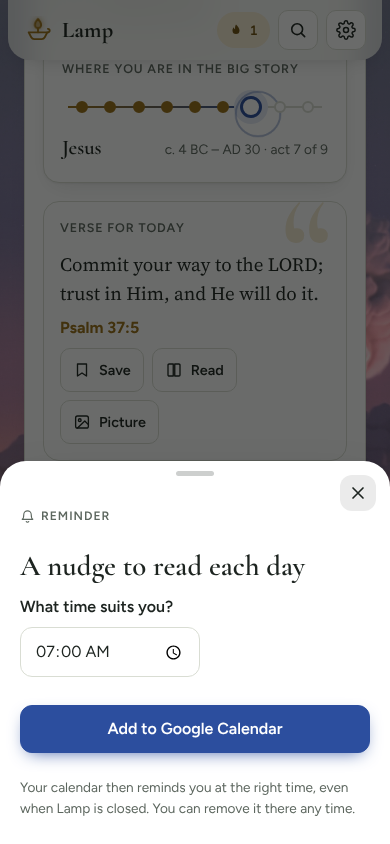 Lamp
1
WHERE YOU ARE IN THE BIG STORY
Jesus
c. 4 BC – AD 30 · act 7 of 9
VERSE FOR TODAY
Commit your way to the LORD;
trust in Him, and He will do it.
Psalm 37:5
Save
Read
Picture
REMINDER
A nudge to read each day
What time suits you?
07:00 AM
Add to Google Calendar
Your calendar then reminds you at the right time, even
when Lamp is closed. You can remove it there any time.